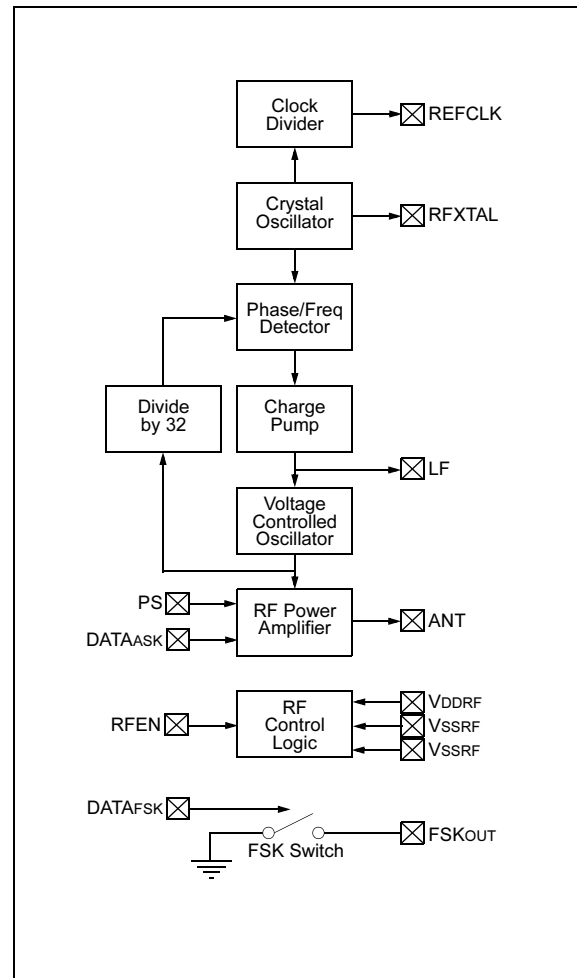 Clock
Divider
REFCLK
Crystal
Oscillator
RFXTAL
Phase/Freq
Detector
Divide
by 32
Charge
Pump
LF
Voltage
Controlled
Oscillator
PS
RF Power
Amplifier
ANT
DATAASK
RFEN
RF
Control
Logic
VDDRF
VSSRF
VSSRF
DATAFSK
FSKOUT
FSK Switch